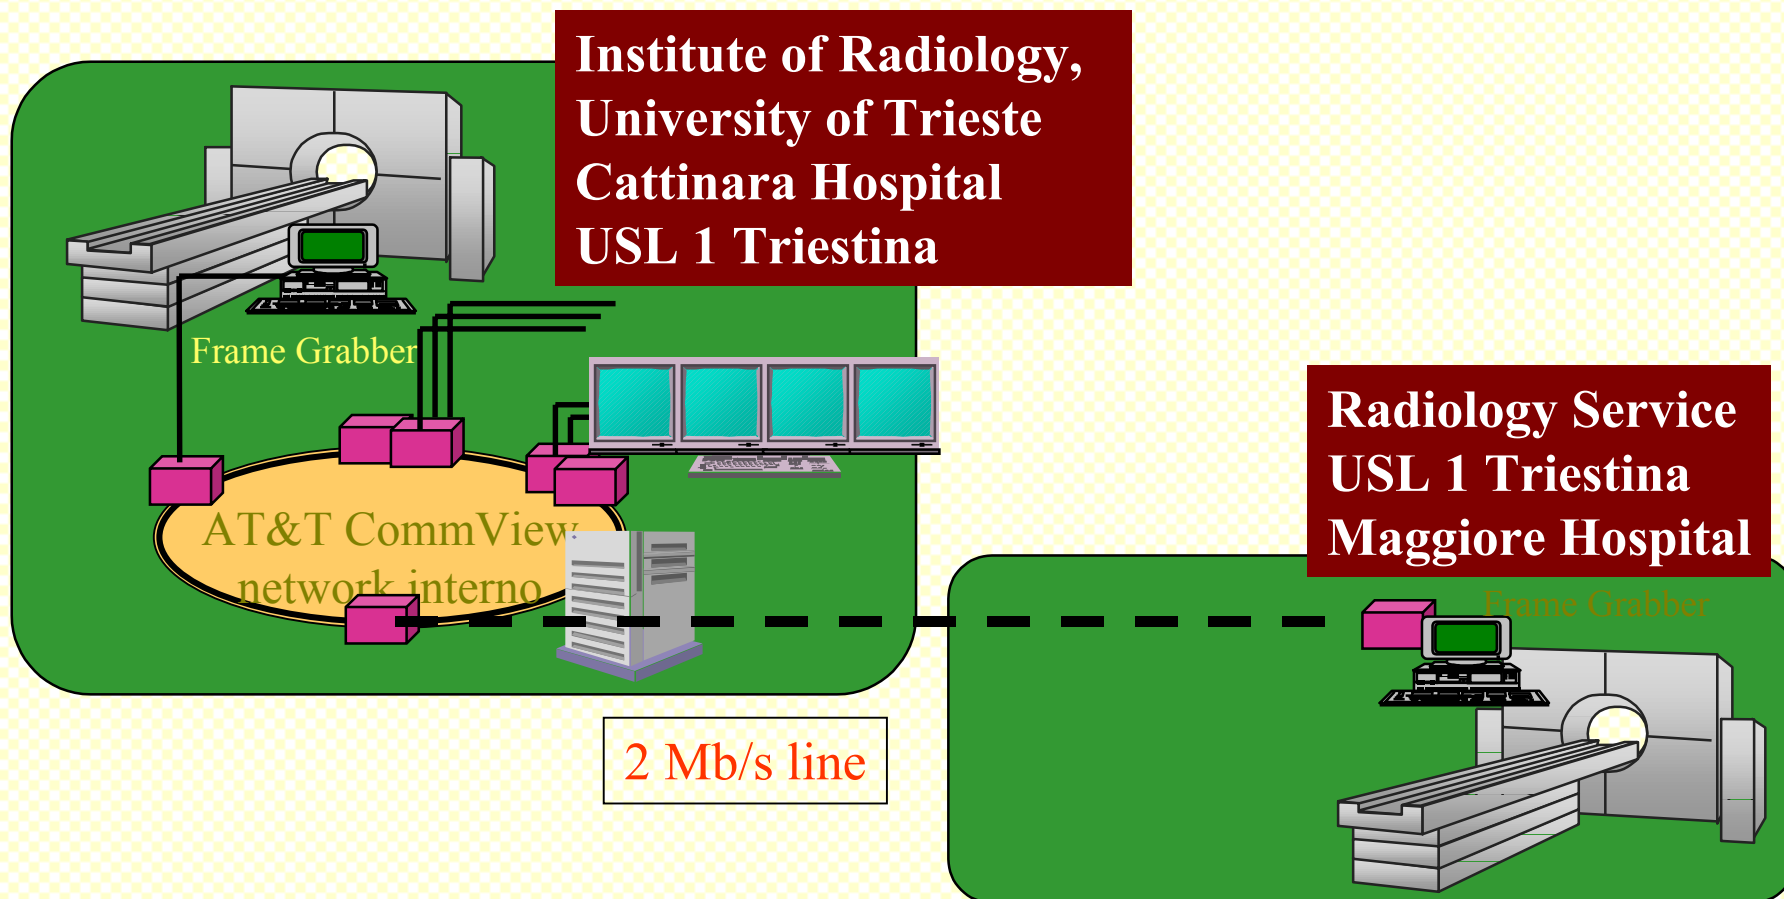 Institute of Radiology,
University of Trieste
Cattinara Hospital
USL 1 Triestina
Frame Grabber
AT&T CommView
network interno
2 Mb/s line
Radiology Service
USL 1 Triestina
Maggiore Hospital
Frame Grabber